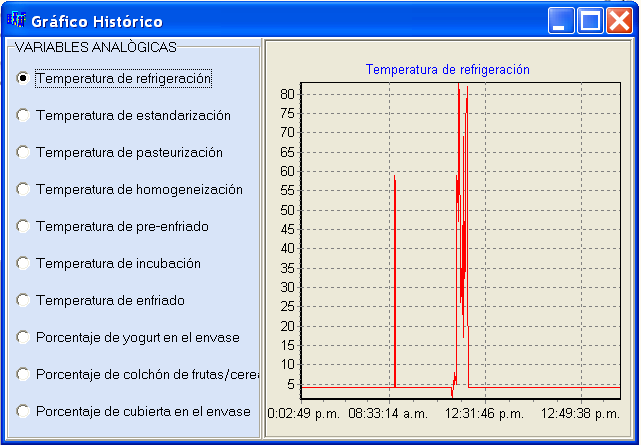 Gráfico Histórico
VARIABLES ANALÒGICAS
Temperatura de refrigeración
Temperatura de estandarización
Temperatura de pasteurización
Temperatura de homogeneización
Temperatura de pre-enfriado
Temperatura de incubación
Temperatura de enfriado
Porcentaje de yogurt en el envase
Porcentaje de colchón de frutas/cerea
Porcentaje de cubierta en el envase
Temperatura de refrigeración
80
75
70
65
60
55
50
45
40
35
30
25
20
15
10
5
0:02:49 p.m. 08:33:14 a.m. 12:31:46 p.m. 12:49:38 p.m.